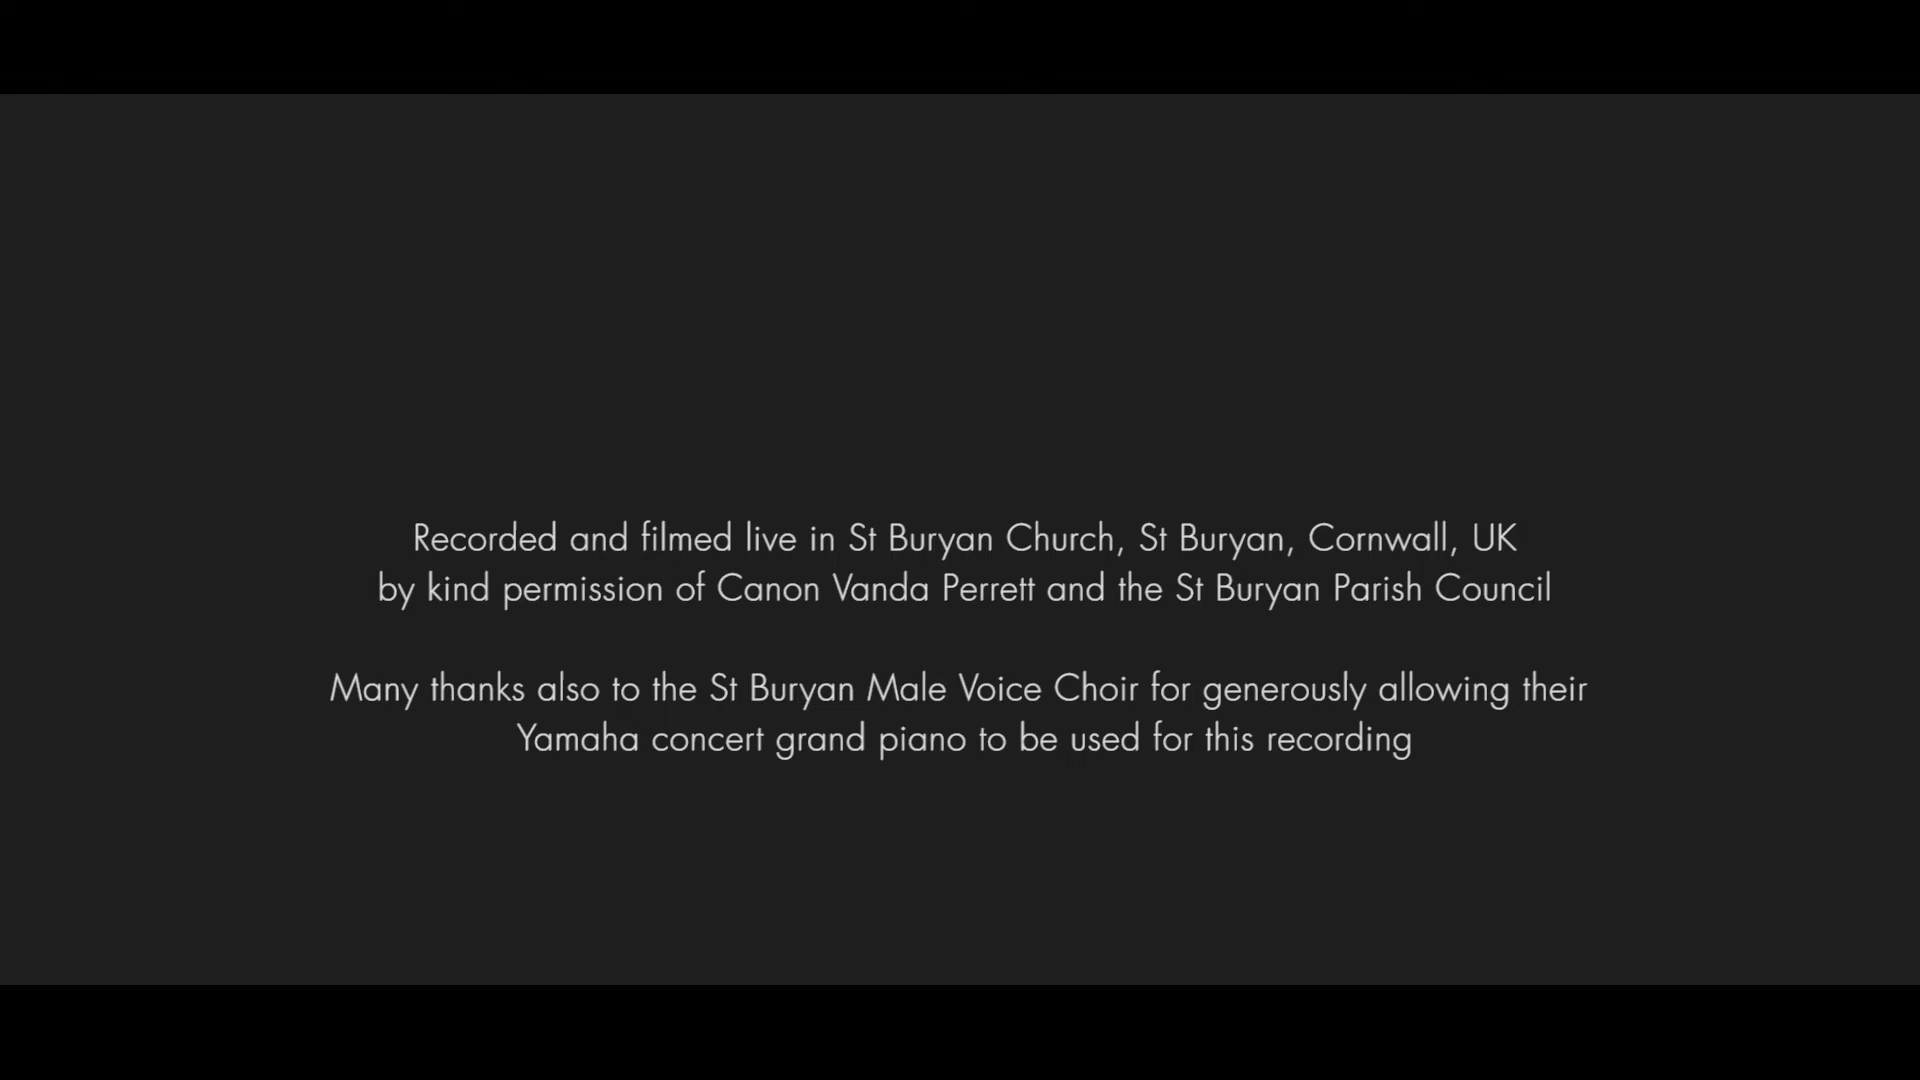 Recorded and filmed live in St Buryan Church, St Buryan, Cornwall, UK
by kind permission of Canon Vanda Perrett and the St Buryan Parish Council
Many thanks also to the St Buryan Male Voice Choir for generously allowing their
Yamaha concert grand piano to be used for this recording